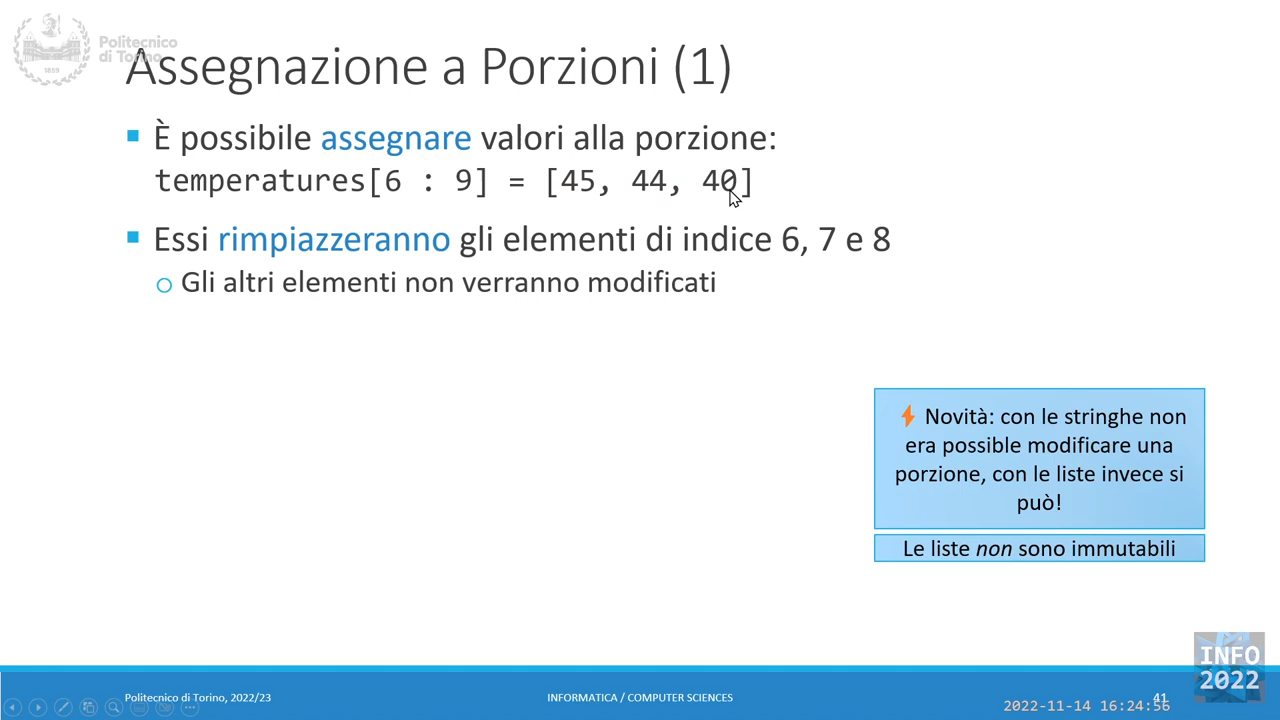 Politecnico
di Torino
1859
Assegnazione a Porzioni (1)
È possibile assegnare valori alla porzione:
temperatures[6 : 9] = [45, 44, 40]
Essi rimpiazzeranno gli elementi di indice 6, 7 e 8
Gli altri elementi non verranno modificati
Novità: con le stringhe non
era possible modificare una
porzione, con le liste invece si
può!
Le liste non sono immutabili
INFO
2022
Politecnico di Torino, 2022/23
INFORMATICA / COMPUTER SCIENCES
41
2022-11-14 16:24:56